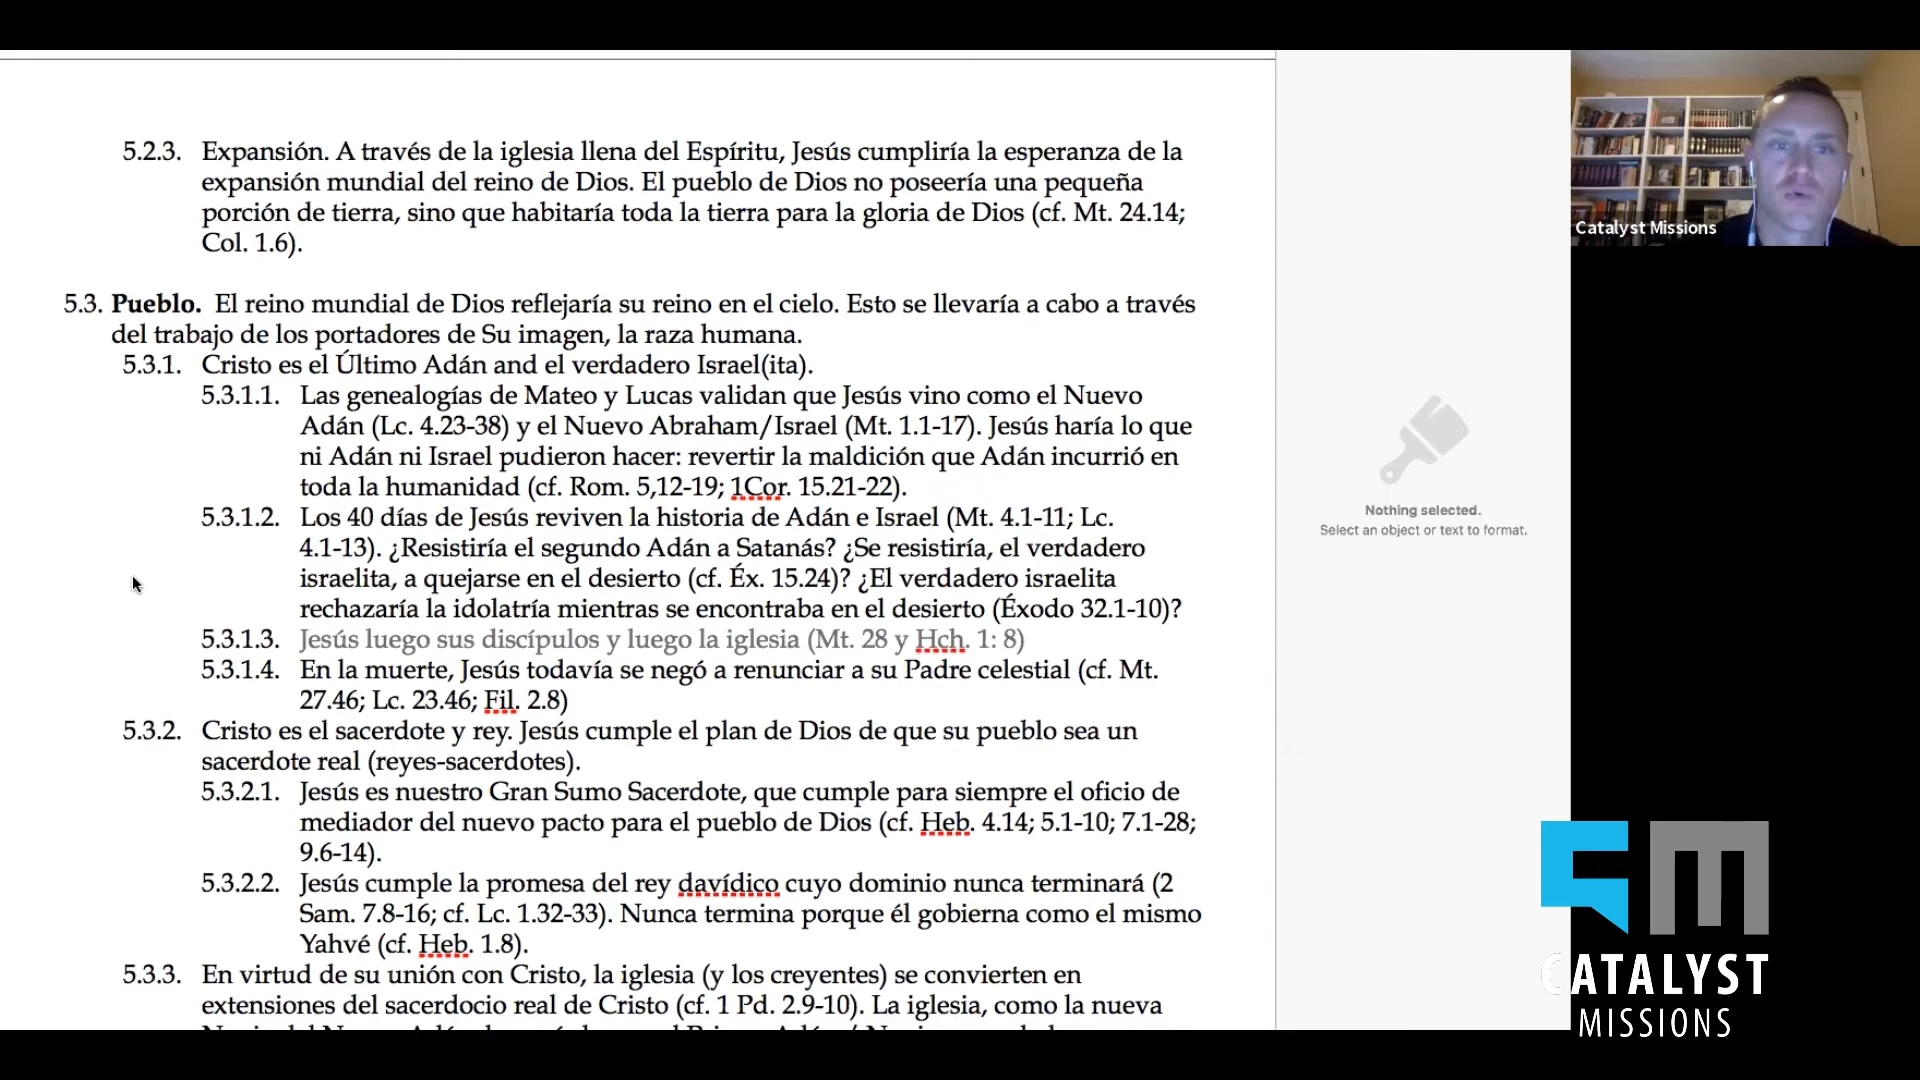 5.2.3. Expansión. A través de la iglesia llena del Espíritu, Jesús cumpliría la esperanza de la
expansión mundial del reino de Dios. El pueblo de Dios no poseería una pequeña
porción de tierra, sino que habitaría toda la tierra para la gloria de Dios (cf. Mt. 24.14;
Col. 1.6).
5.3. Pueblo. El reino mundial de Dios reflejaría su reino en el cielo. Esto se llevaría a cabo a través
del trabajo de los portadores de Su imagen, la raza humana.
5.3.1. Cristo es el Último Adán and el verdadero Israel(ita).
5.3.1.1. Las genealogías de Mateo y Lucas validan que Jesús vino como el Nuevo
Adán (Lc. 4.23-38) y el Nuevo Abraham/Israel (Mt. 1.1-17). Jesús haría lo que
ni Adán ni Israel pudieron hacer: revertir la maldición que Adán incurrió en
toda la humanidad (cf. Rom. 5,12-19; 1Cor. 15.21-22).
5.3.1.2. Los 40 días de Jesús reviven la historia de Adán e Israel (Mt. 4.1-11; Lc.
4.1-13). ¿Resistiría el segundo Adán a Satanás? ¿Se resistiría, el verdadero
israelita, a quejarse en el desierto (cf. Éx. 15.24)? ¿El verdadero israelita
rechazaría la idolatría mientras se encontraba en el desierto (Éxodo 32.1-10)?
5.3.1.3. Jesús luego sus discípulos y luego la iglesia (Mt. 28 y Hch. 1: 8)
5.3.1.4. En la muerte, Jesús todavía se negó a renunciar a su Padre celestial (cf. Mt.
27.46; Lc. 23.46; Fil. 2.8)
5.3.2. Cristo es el sacerdote y rey. Jesús cumple el plan de Dios de que su pueblo sea un
sacerdote real (reyes-sacerdotes).
5.3.2.1. Jesús es nuestro Gran Sumo Sacerdote, que cumple para siempre el oficio de
mediador del nuevo pacto para el pueblo de Dios (cf. Heb. 4.14; 5.1-10; 7.1-28;
9.6-14).
5.3.2.2. Jesús cumple la promesa del rey davídico cuyo dominio nunca terminará (2
Sam. 7.8-16; cf. Lc. 1.32-33). Nunca termina porque él gobierna como el mismo
Yahvé (cf. Heb. 1.8).
5.3.3. En virtud de su unión con Cristo, la iglesia (y los creyentes) se convierten en
extensiones del sacerdocio real de Cristo (cf. 1 Pd. 2.9-10). La iglesia, como la nueva
Nothing selected.
Select an object or text to format.
Catalyst Missions
CATALYST
MISSIONS